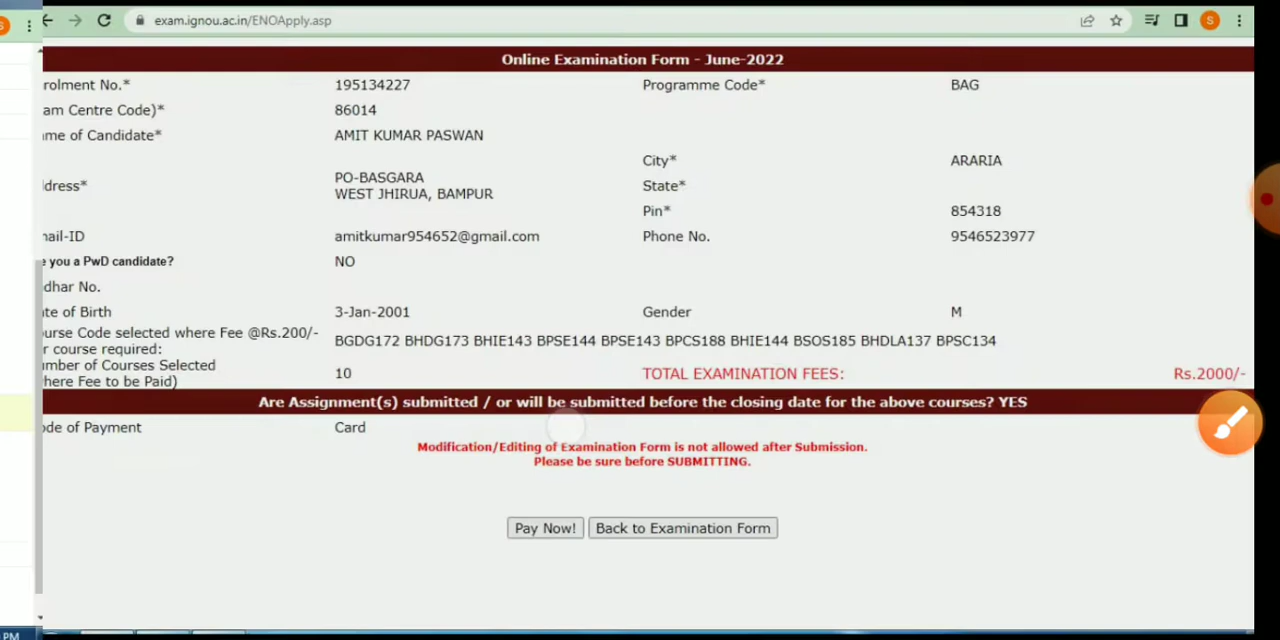 exam.ignou.ac.in/ENOApply.asp
Online Examination Form - June-2022
rolment No.* 195134227 Programme Code* BAG
am Centre Code)* 86014
me of Candidate* AMIT KUMAR PASWAN
City* ARARIA
dress* PO-BASGARA
WEST JHIRUA, BAMPUR
State*
Pin* 854318
ail-ID amitkumar954652@gmail.com Phone No. 9546523977
e you a PwD candidate? NO
dhar No.
te of Birth 3-Jan-2001 Gender M
urse Code selected where Fee @Rs.200/-
r course required: BGDG172 BHDG173 BHIE143 BPSE144 BPSE143 BPCS188 BHIE144 BSOS185 BHDLA137 BPSC134
mber of Courses Selected
here Fee to be Paid) 10 TOTAL EXAMINATION FEES: Rs.2000/-
Are Assignment(s) submitted / or will be submitted before the closing date for the above courses? YES
ode of Payment Card
Modification/Editing of Examination Form is not allowed after Submission.
Please be sure before SUBMITTING.
Pay Now! Back to Examination Form
PM